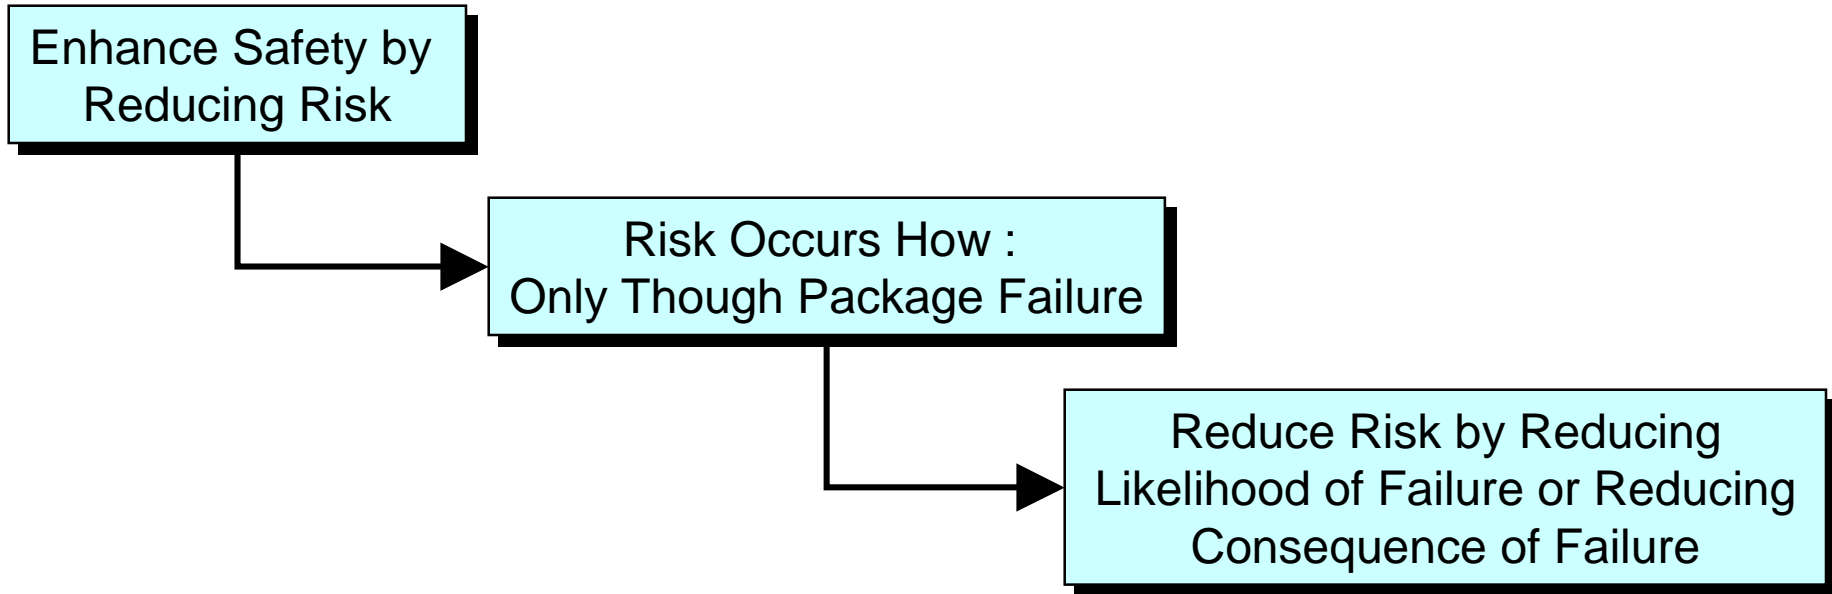 Enhance Safety by
Reducing Risk
Risk Occurs How :
Only Though Package Failure
Reduce Risk by Reducing
Likelihood of Failure or Reducing
Consequence of Failure